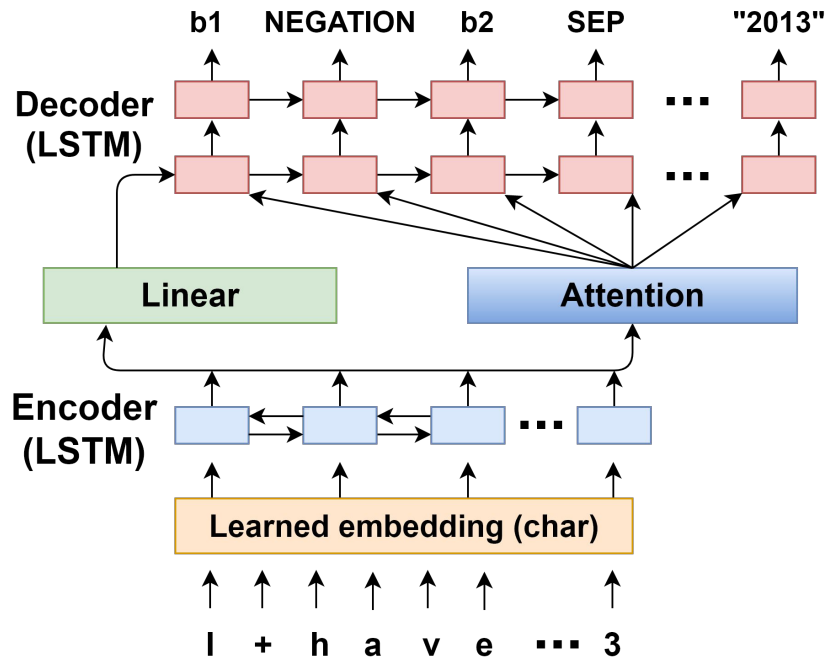 b1 NEGATION b2 SEP "2013"
Decoder
(LSTM)
...
...
Linear
Attention
Encoder
(LSTM)
...
Learned embedding (char)
I + h a v e ... 3